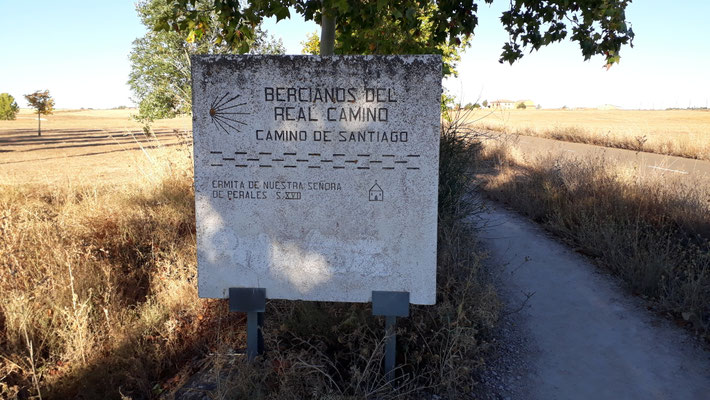 BERCIANOS DEL
REAL CAMINO
CAMINO DE SANTIAGO
ERMITA DE NUESTRA SEÑORA
DE PERALES S.XVII